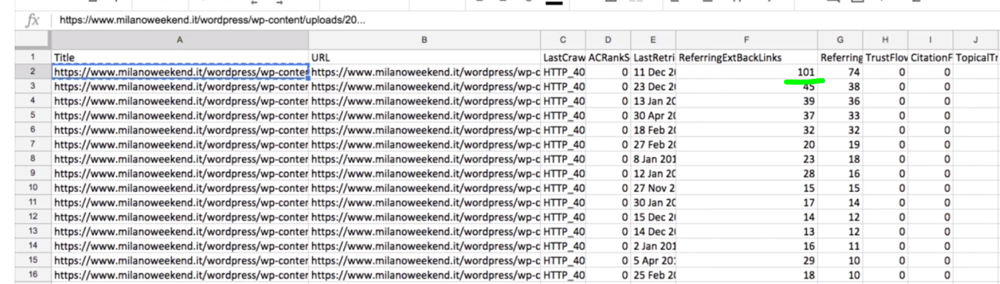 fx https://www.milanoweekend.it/wordpress/wp-content/uploads/20...
A B C D E F G H I J
1 Title URL LastCraw ACRankS LastRetri ReferringExtBackLinks Referring TrustFlov CitationF TopicalTr
2 https://www.milanoweekend.it/wordpress/wp-conte https://www.milanoweekend.it/wordpress/wp-c HTTP_40 0 11 Dec 2 101 74 0 0
3 https://www.milanoweekend.it/wordpress/wp-conter https://www.milanoweekend.it/wordpress/wp-c HTTP_40 0 23 Dec 2 45 38 0 0
4 https://www.milanoweekend.it/wordpress/wp-conter https://www.milanoweekend.it/wordpress/wp-c HTTP_40 0 13 Jan 20 39 36 0 0
5 https://www.milanoweekend.it/wordpress/wp-conter https://www.milanoweekend.it/wordpress/wp-c HTTP_40 0 30 Apr 20 37 33 0 0
6 https://www.milanoweekend.it/wordpress/wp-conter https://www.milanoweekend.it/wordpress/wp-c HTTP_40 0 18 Feb 20 32 32 0 0
7 https://www.milanoweekend.it/wordpress/wp-conter https://www.milanoweekend.it/wordpress/wp-c HTTP_40 0 27 Feb 20 20 19 0 0
8 https://www.milanoweekend.it/wordpress/wp-conter https://www.milanoweekend.it/wordpress/wp-c HTTP_40 0 8 Jan 201 23 18 0 0
9 https://www.milanoweekend.it/wordpress/wp-conter https://www.milanoweekend.it/wordpress/wp-c HTTP_40 0 12 Jan 20 28 16 0 0
10 https://www.milanoweekend.it/wordpress/wp-conter https://www.milanoweekend.it/wordpress/wp-c HTTP_40 0 27 Nov 2 15 15 0 0
11 https://www.milanoweekend.it/wordpress/wp-conter https://www.milanoweekend.it/wordpress/wp-c HTTP_40 0 30 Jan 20 17 14 0 0
12 https://www.milanoweekend.it/wordpress/wp-conter https://www.milanoweekend.it/wordpress/wp-c HTTP_40 0 15 Dec 2 14 12 0 0
13 https://www.milanoweekend.it/wordpress/wp-conter https://www.milanoweekend.it/wordpress/wp-c HTTP_40 0 14 Dec 2 13 12 0 0
14 https://www.milanoweekend.it/wordpress/wp-conter https://www.milanoweekend.it/wordpress/wp-c HTTP_40 0 2 Jan 201 16 11 0 0
15 https://www.milanoweekend.it/wordpress/wp-conter https://www.milanoweekend.it/wordpress/wp-c HTTP_40 0 5 Apr 20 29 10 0 0
16 https://www.milanoweekend.it/wordpress/wp-conter https://www.milanoweekend.it/wordpress/wp-c HTTP_40 0 25 Feb 20 18 10 0 0